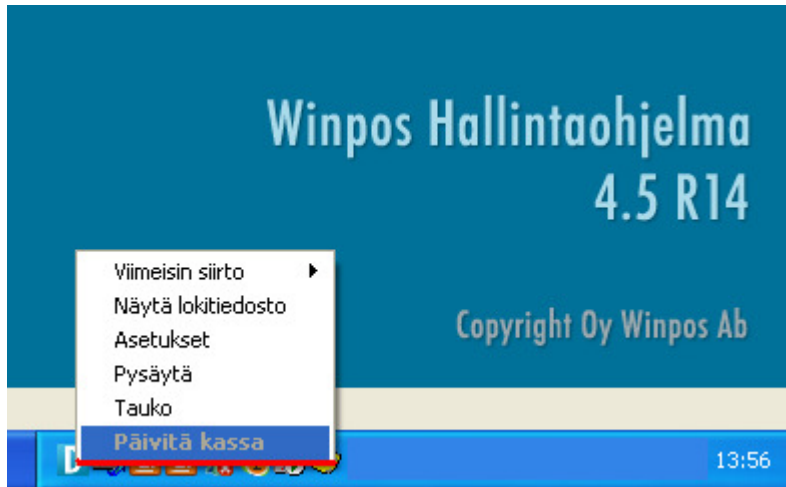 Winpos Hallintaohjelma
4.5 R14
Viimeisin siirto
Näytä lokitiedosto
Asetukset
Pysäytä
Tauko
Päivitä kassa
Copyright Oy Winpos Ab
13:56